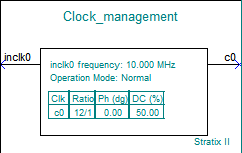 Clock_management
inclk0
c0
inclk0 frequency: 10.000 MHz
Operation Mode: Normal
Clk Ratio Ph (dg) DC (%)
c0 12/1 0.00 50.00
Stratix II